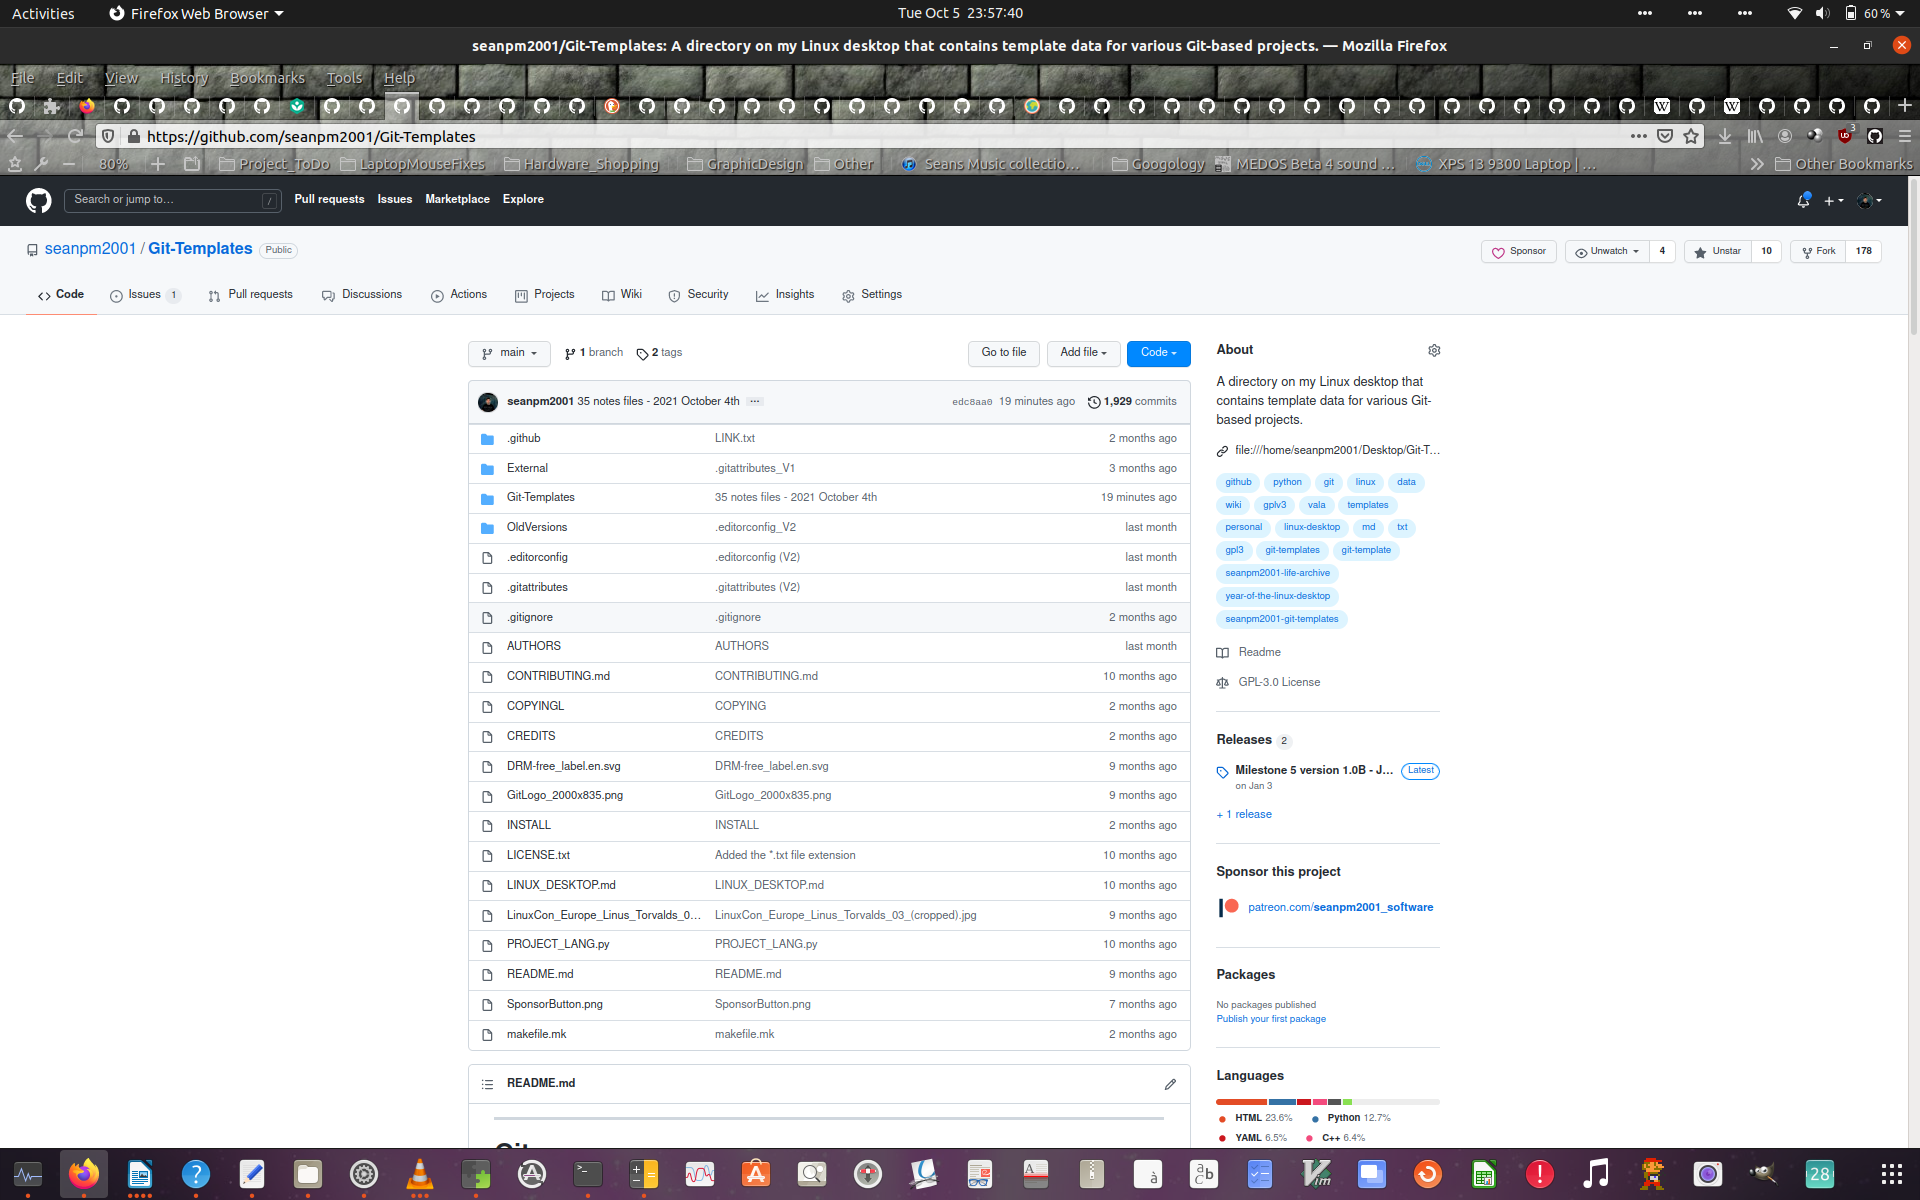 Activities Firefox Web Browser Tue Oct 5 23:57:40 60 %
seanpm2001/Git-Templates: A directory on my Linux desktop that contains template data for various Git-based projects. — Mozilla Firefox
File Edit View History Bookmarks Tools Help
https://github.com/seanpm2001/Git-Templates 3
80% Project_ToDo LaptopMouseFixes Hardware_Shopping GraphicDesign Other Seans Music collectio… Googology MEDOS Beta 4 sound … XPS 13 9300 Laptop | … Other Bookmarks
Search or jump to… / Pull requests Issues Marketplace Explore
seanpm2001 / Git-Templates Public Sponsor Unwatch 4 Unstar 10 Fork 178
Code Issues 1 Pull requests Discussions Actions Projects Wiki Security Insights Settings
main 1 branch 2 tags Go to file Add file Code
seanpm2001 35 notes files - 2021 October 4th ··· edc8aa0 19 minutes ago 1,929 commits
.github LINK.txt 2 months ago
External .gitattributes_V1 3 months ago
Git-Templates 35 notes files - 2021 October 4th 19 minutes ago
OldVersions .editorconfig_V2 last month
.editorconfig .editorconfig (V2) last month
.gitattributes .gitattributes (V2) last month
.gitignore .gitignore 2 months ago
AUTHORS AUTHORS last month
CONTRIBUTING.md CONTRIBUTING.md 10 months ago
COPYINGL COPYING 2 months ago
CREDITS CREDITS 2 months ago
DRM-free_label.en.svg DRM-free_label.en.svg 9 months ago
GitLogo_2000x835.png GitLogo_2000x835.png 9 months ago
INSTALL INSTALL 2 months ago
LICENSE.txt Added the *.txt file extension 10 months ago
LINUX_DESKTOP.md LINUX_DESKTOP.md 10 months ago
LinuxCon_Europe_Linus_Torvalds_0… LinuxCon_Europe_Linus_Torvalds_03_(cropped).jpg 9 months ago
PROJECT_LANG.py PROJECT_LANG.py 10 months ago
README.md README.md 9 months ago
SponsorButton.png SponsorButton.png 7 months ago
makefile.mk makefile.mk 2 months ago
README.md
About
A directory on my Linux desktop that
contains template data for various Git-
based projects.
file:///home/seanpm2001/Desktop/Git-T…
github python git linux data
wiki gplv3 vala templates
personal linux-desktop md txt
gpl3 git-templates git-template
seanpm2001-life-archive
year-of-the-linux-desktop
seanpm2001-git-templates
Readme
GPL-3.0 License
Releases 2
Milestone 5 version 1.0B - J… Latest
on Jan 3
+ 1 release
Sponsor this project
patreon.com/seanpm2001_software
Packages
No packages published
Publish your first package
Languages
HTML 23.6% Python 12.7%
YAML 6.5% C++ 6.4%
28